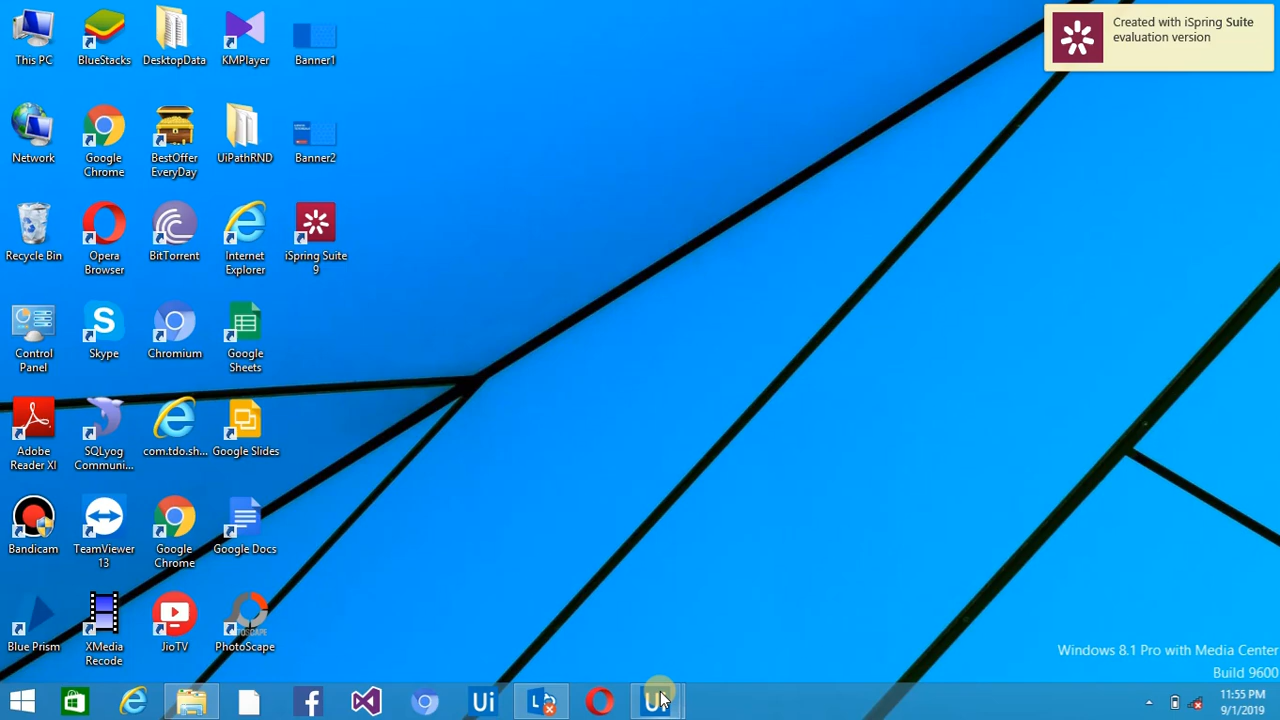 This PC
BlueStacks
DesktopData
KMPlayer
Banner1
Created with iSpring Suite
evaluation version
Network
Google
Chrome
BestOffer
EveryDay
UiPathRND
Banner2
Recycle Bin
Opera
Browser
BitTorrent
Internet
Explorer
iSpring Suite
9
Control
Panel
Skype
Chromium
Google
Sheets
Adobe
Reader XI
SQLyog
Communi...
com.tdo.sh...
Google Slides
Bandicam
TeamViewer
13
Google
Chrome
Google Docs
Blue Prism
XMedia
Recode
JioTV
PhotoScape
Windows 8.1 Pro with Media Center
Build 9600
Ui
11:55 PM
9/1/2019